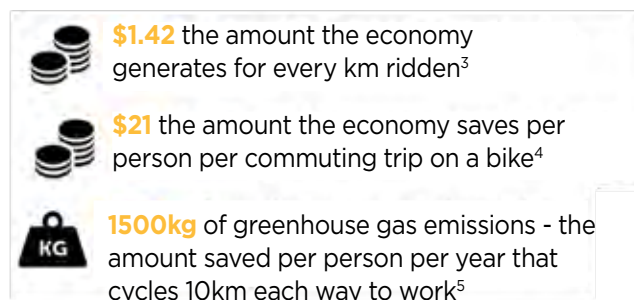 $1.42 the amount the economy
generates for every km ridden³
$21 the amount the economy saves per
person per commuting trip on a bike⁴
KG
1500kg of greenhouse gas emissions - the
amount saved per person per year that
cycles 10km each way to work⁵